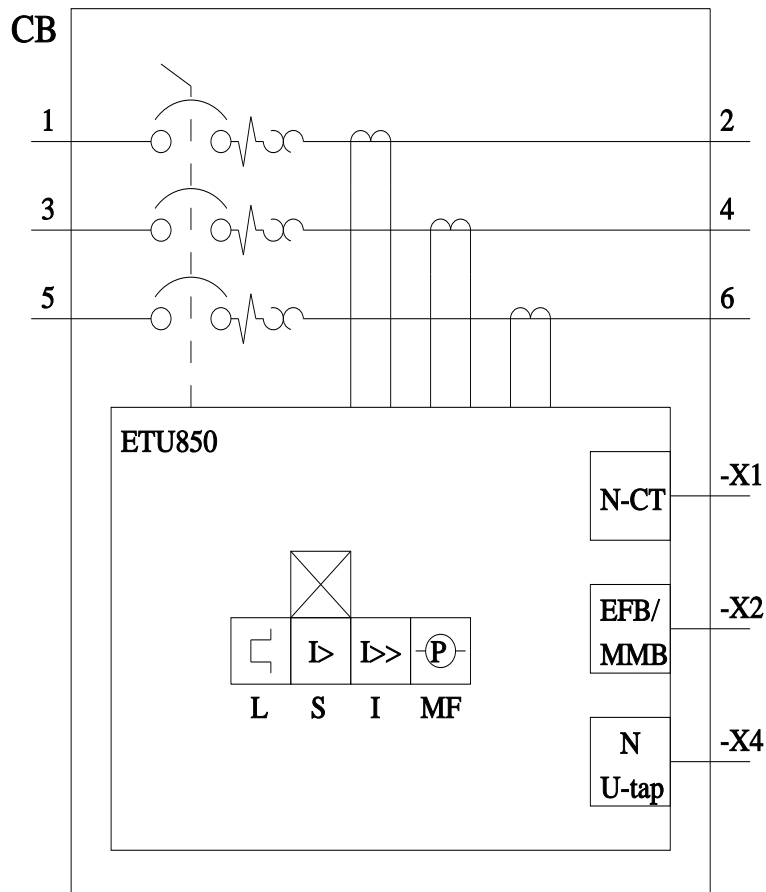 CB
1
2
3
4
5
6
ETU850
-X1
N-CT
EFB/
-X2
MMB
I>
I>>
P
L
S
I
MF
N
-X4
U-tap